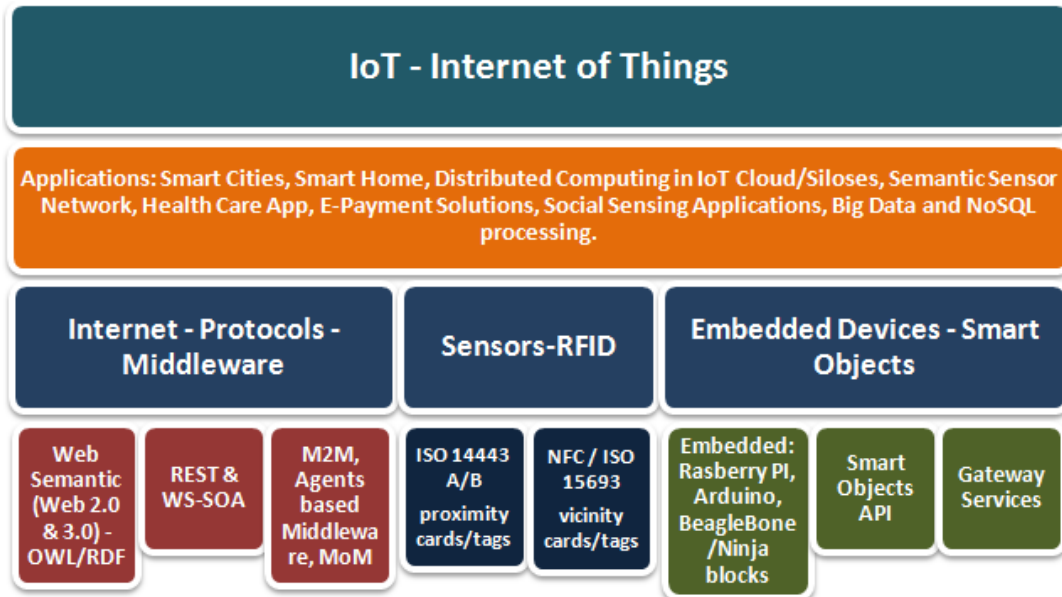 IoT - Internet of Things
Applications: Smart Cities, Smart Home, Distributed Computing in IoT Cloud/Siloses, Semantic Sensor
Network, Health Care App, E-Payment Solutions, Social Sensing Applications, Big Data and NoSQL
processing.
Internet - Protocols -
Middleware
Sensors-RFID
Embedded Devices - Smart
Objects
Web
Semantic
(Web 2.0
& 3.0) -
OWL/RDF
REST &
WS-SOA
M2M,
Agents
based
Middlewa
re, MoM
ISO 14443
A/B
proximity
cards/tags
NFC / ISO
15693
vicinity
cards/tags
Embedded:
Rasberry PI,
Arduino,
BeagleBone
/Ninja
blocks
Smart
Objects
API
Gateway
Services